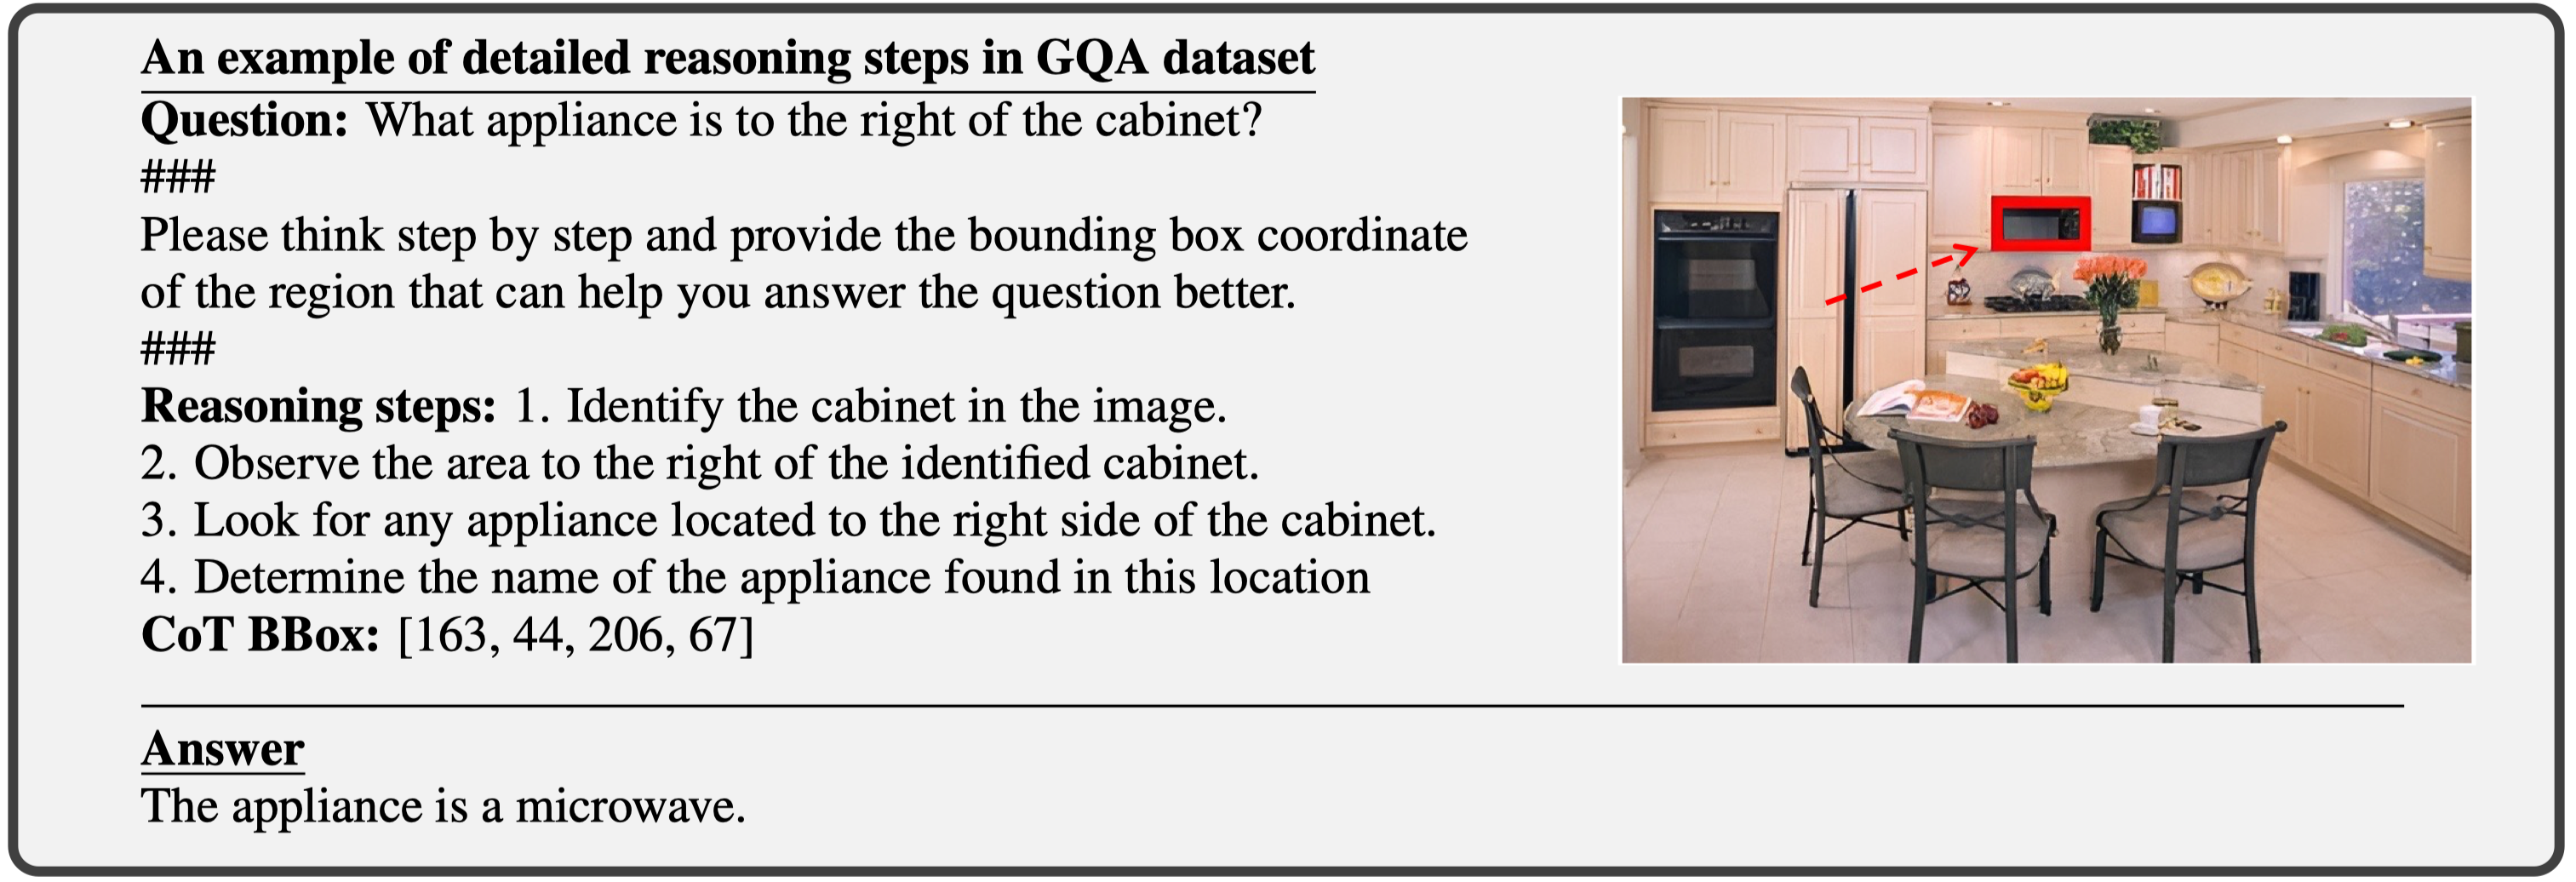 An example of detailed reasoning steps in GQA dataset
Question: What appliance is to the right of the cabinet?
###
Please think step by step and provide the bounding box coordinate
of the region that can help you answer the question better.
###
Reasoning steps: 1. Identify the cabinet in the image.
2. Observe the area to the right of the identified cabinet.
3. Look for any appliance located to the right side of the cabinet.
4. Determine the name of the appliance found in this location
CoT BBox: [163, 44, 206, 67]
Answer
The appliance is a microwave.